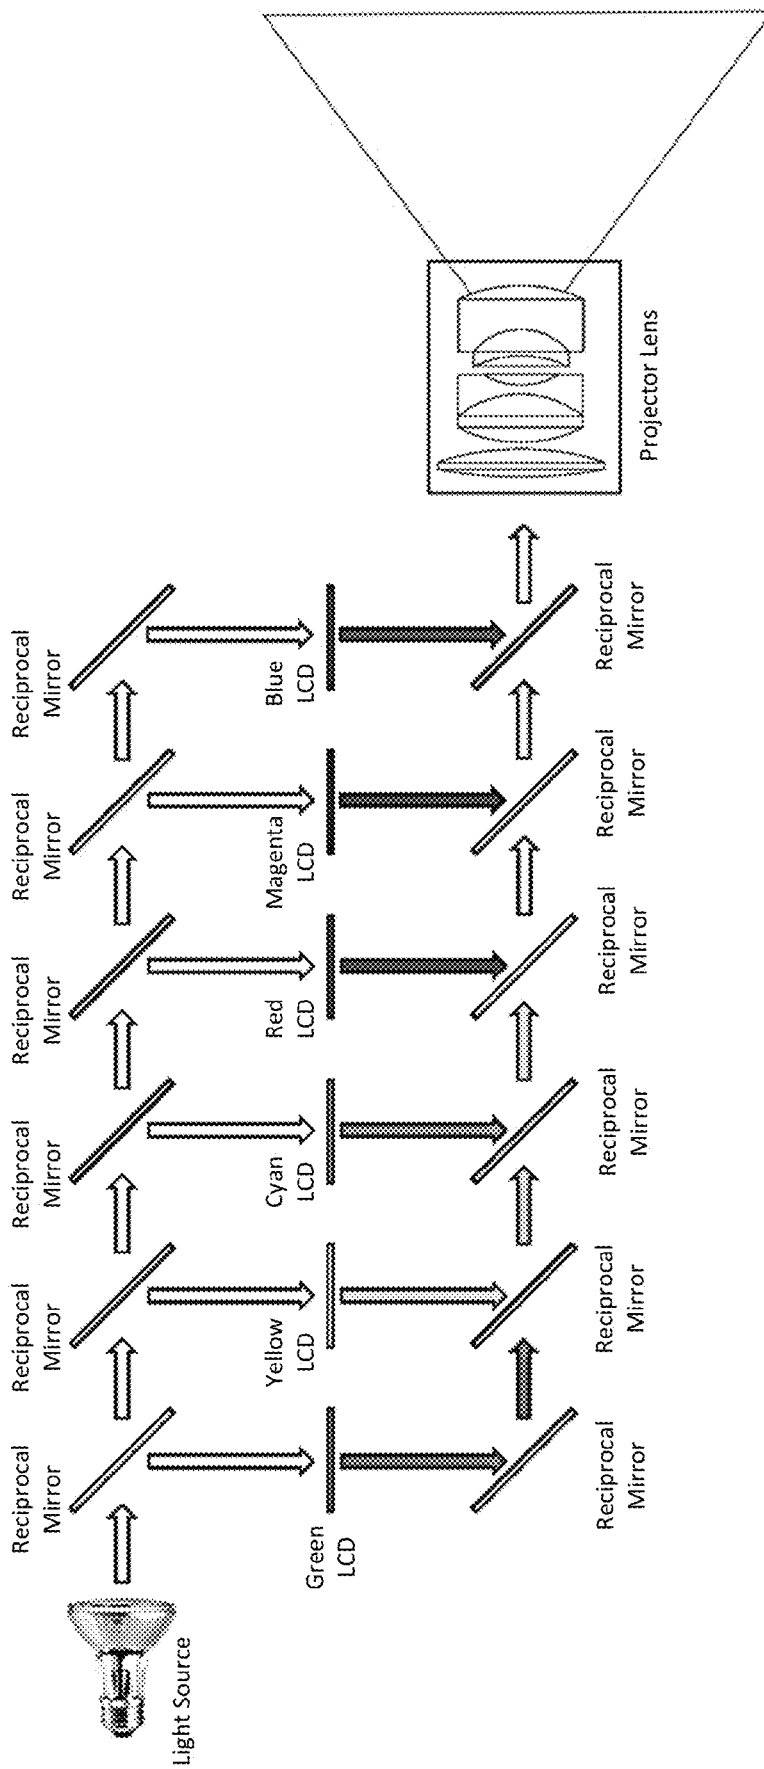 Light Source
Reciprocal
Mirror
Reciprocal
Mirror
Reciprocal
Mirror
Reciprocal
Mirror
Reciprocal
Mirror
Reciprocal
Mirror
Green
LCD
Yellow
LCD
Cyan
LCD
Red
LCD
Magenta
LCD
Blue
LCD
Reciprocal
Mirror
Reciprocal
Mirror
Reciprocal
Mirror
Reciprocal
Mirror
Reciprocal
Mirror
Reciprocal
Mirror
Projector Lens